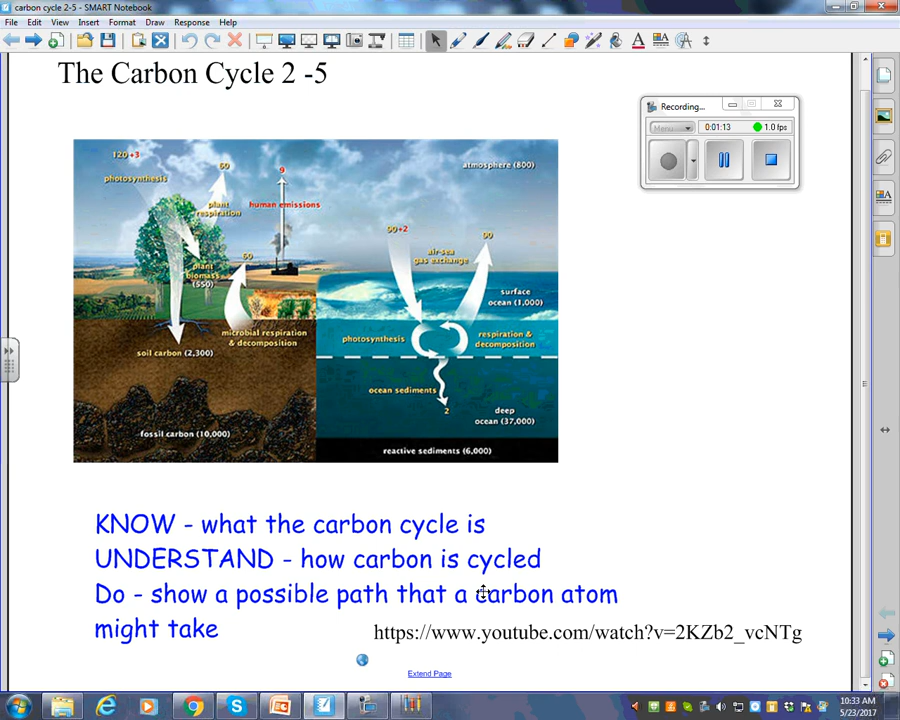 carbon cycle 2-5 - SMART Notebook
File Edit View Insert Format Draw Response Help
The Carbon Cycle 2 -5
Recording...
Menu
0:01:13
1.0 fps
120 +3
photosynthesis
60
plant
respiration
9
human emissions
atmosphere (800)
plant
biomass
(550)
60
90 +2
air-sea
gas exchange
90
surface
ocean (1,000)
microbial respiration
& decomposition
photosynthesis
respiration &
decomposition
soil carbon (2,300)
ocean sediments
2
deep
ocean (37,000)
fossil carbon (10,000)
reactive sediments (6,000)
KNOW - what the carbon cycle is
UNDERSTAND - how carbon is cycled
Do - show a possible path that a carbon atom
might take
https://www.youtube.com/watch?v=2KZb2_vcNTg
Extend Page
10:33 AM
5/23/2017